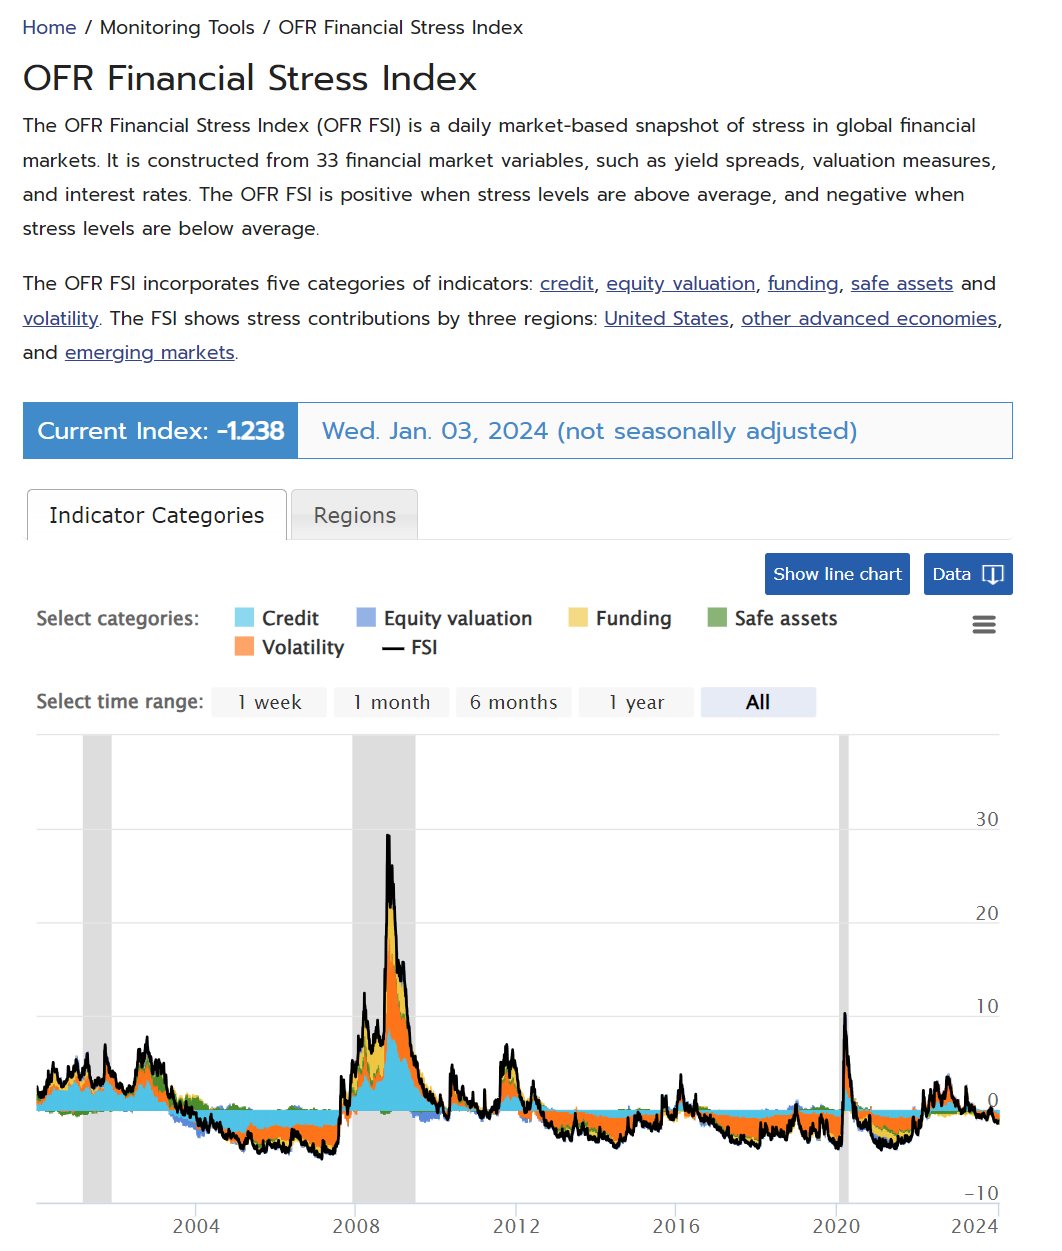 Home / Monitoring Tools / OFR Financial Stress Index
OFR Financial Stress Index
The OFR Financial Stress Index (OFR FSI) is a daily market-based snapshot of stress in global financial
markets. It is constructed from 33 financial market variables, such as yield spreads, valuation measures,
and interest rates. The OFR FSI is positive when stress levels are above average, and negative when
stress levels are below average.
The OFR FSI incorporates five categories of indicators: credit, equity valuation, funding, safe assets and
volatility. The FSI shows stress contributions by three regions: United States, other advanced economies,
and emerging markets.
Current Index: -1.238 Wed. Jan. 03, 2024 (not seasonally adjusted)
Indicator Categories Regions
Show line chart Data
Select categories: Credit Equity valuation Funding Safe assets
Volatility FSI
Select time range: 1 week 1 month 6 months 1 year All
30
20
10
0
-10
2004 2008 2012 2016 2020 2024